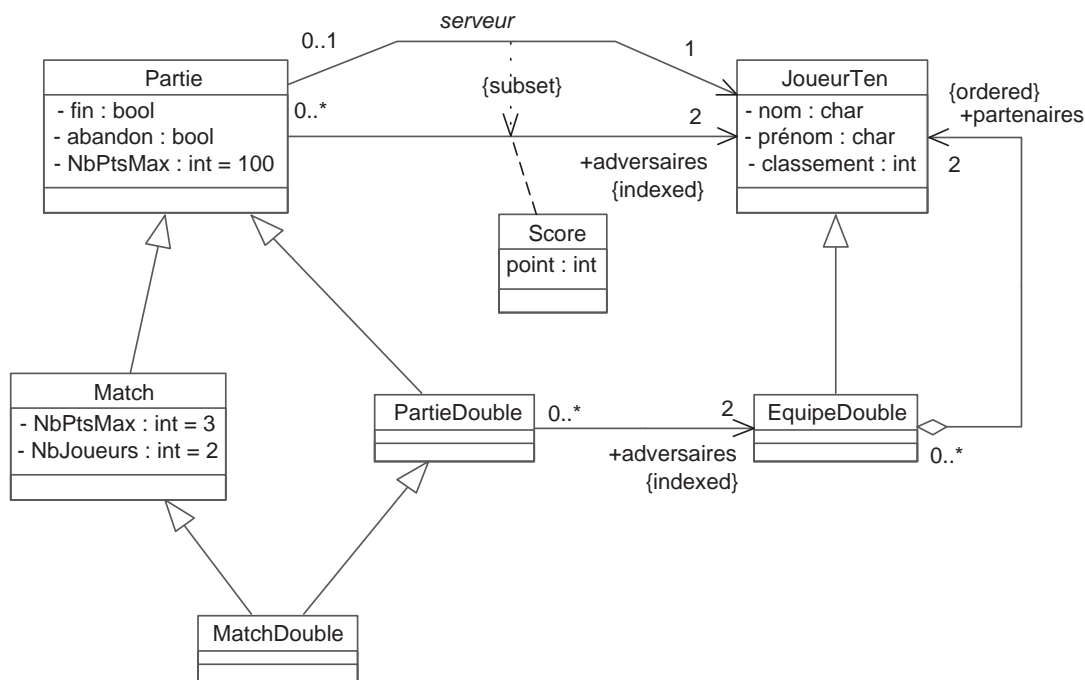 serveur
0..1
1
Partie
- fin : bool
- abandon : bool
- NbPtsMax : int = 100
{subset}
0..*
2
+adversaires
{indexed}
JoueurTen
- nom : char
- prénom : char
- classement : int
{ordered}
+partenaires
2
Score
point : int
Match
- NbPtsMax : int = 3
- NbJoueurs : int = 2
PartieDouble
0..*
2
+adversaires
{indexed}
EquipeDouble
0..*
MatchDouble